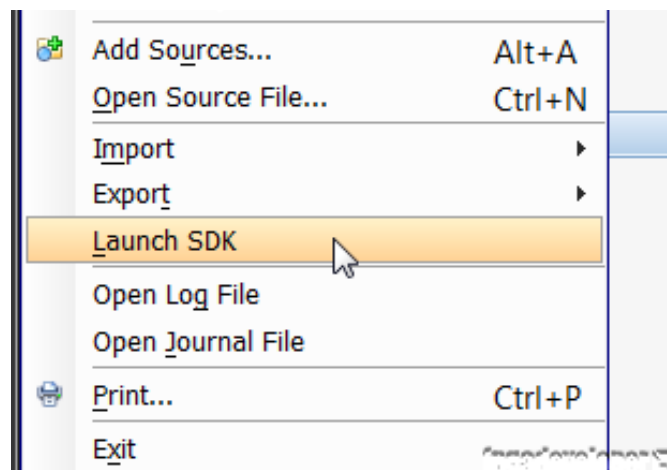 Add Sources... Alt+A
Open Source File... Ctrl+N
Import
Export
Launch SDK
Open Log File
Open Journal File
Print... Ctrl+P
Exit